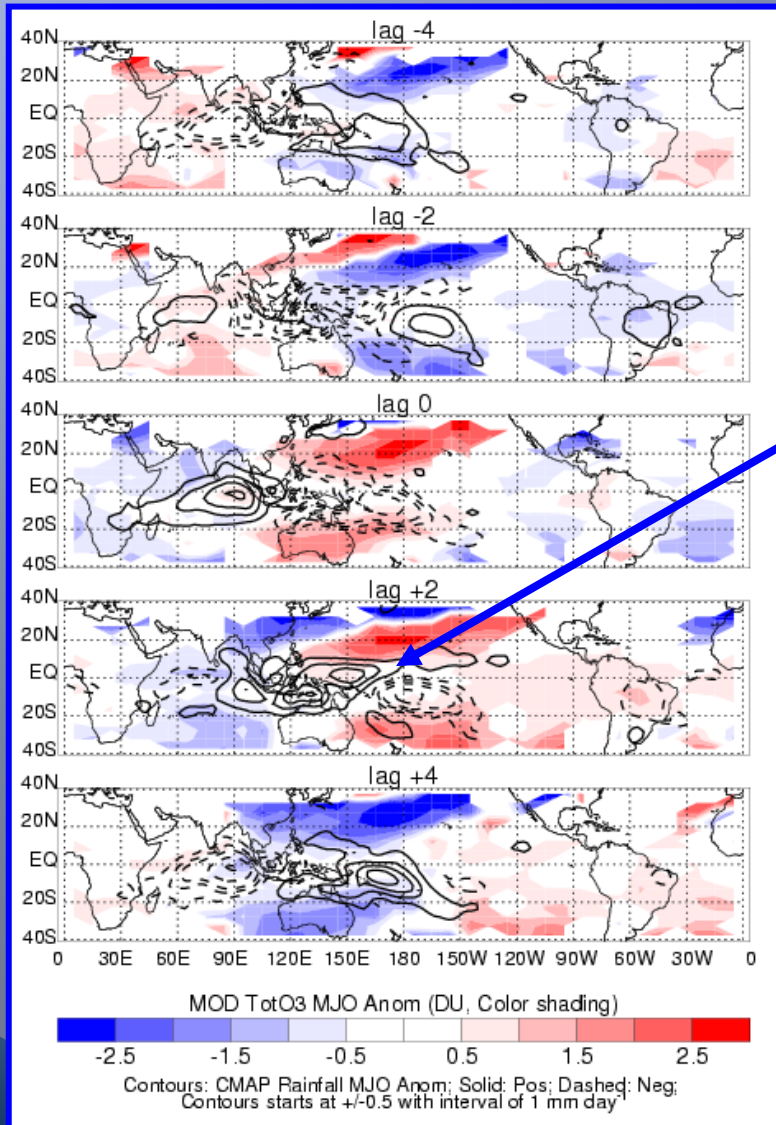 lag -4
40N
20N
EQ
20S
40S
lag -2
40N
20N
EQ
20S
40S
lag 0
40N
20N
EQ
20S
40S
lag +2
40N
20N
EQ
20S
40S
lag +4
40N
20N
EQ
20S
40S
0 30E 60E 90E 120E 150E 180 150W 120W 90W 60W 30W 0
MOD TotO3 MJO Anom (DU, Color shading)
-2.5 -1.5 -0.5 0.5 1.5 2.5
Contours: CMAP Rainfall MJO Anom; Solid: Pos; Dashed: Neg;
Contours starts at +/-0.5 with interval of 1 mm day⁻¹